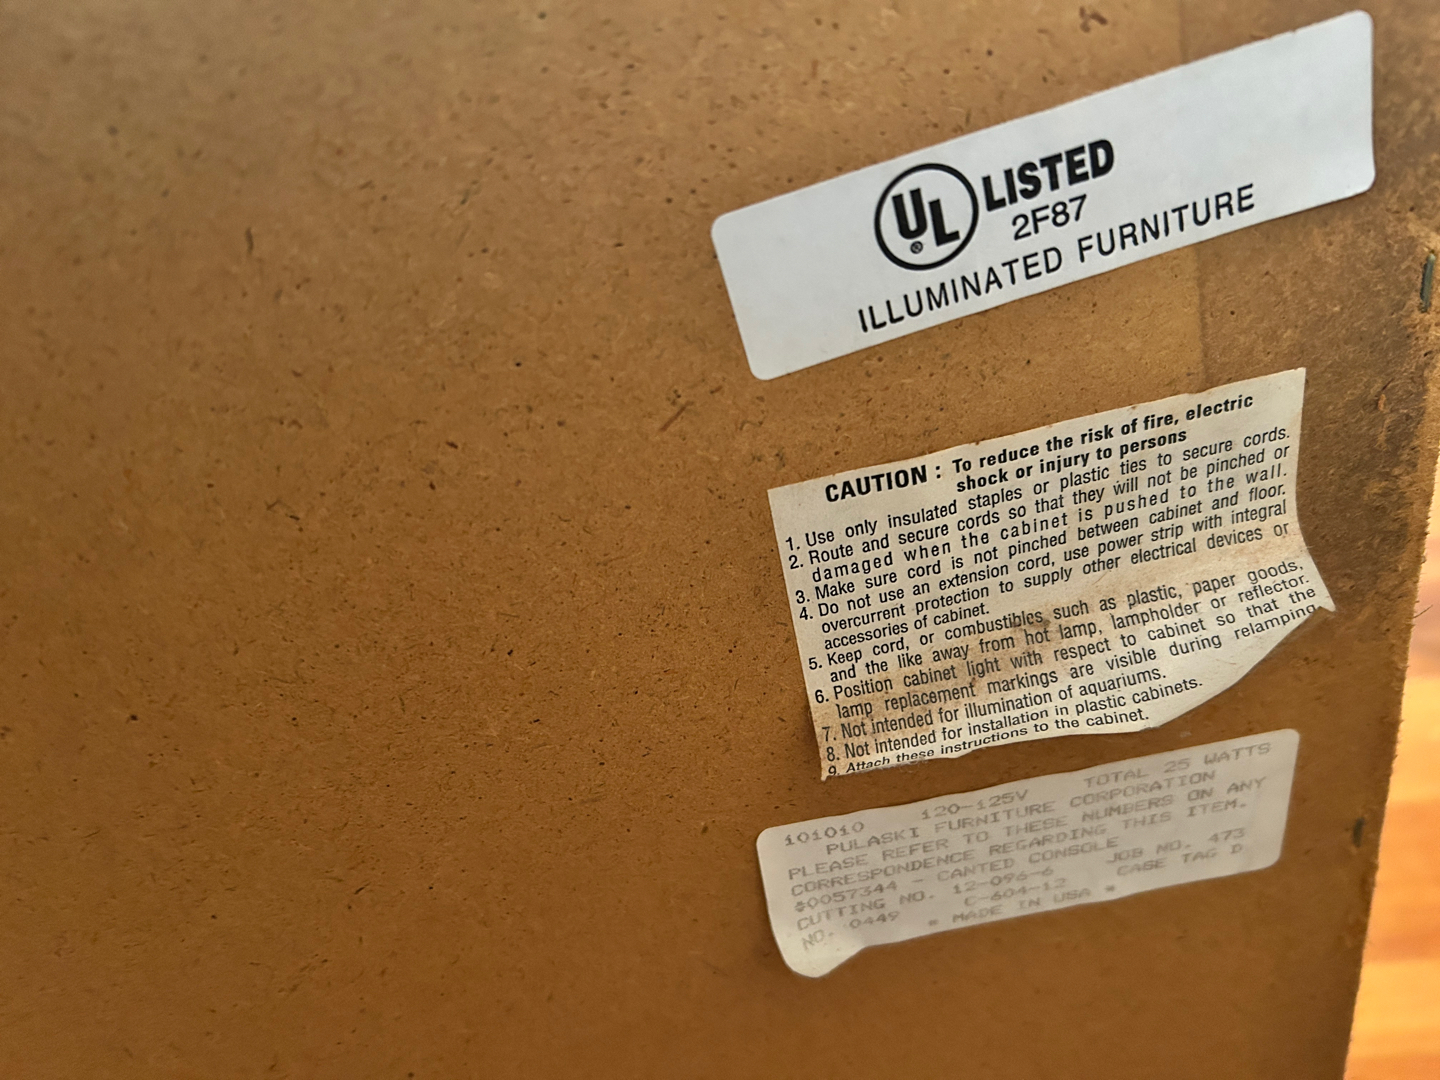 UL® LISTED
2F87
ILLUMINATED FURNITURE
CAUTION : To reduce the risk of fire, electric
shock or injury to persons
1. Use only insulated staples or plastic ties to secure cords.
2. Route and secure cords so that they will not be pinched or
damaged when the cabinet is pushed to the wall.
3. Make sure cord is not pinched between cabinet and floor.
4. Do not use an extension cord, use power strip with integral
overcurrent protection to supply other electrical devices or
accessories of cabinet.
5. Keep cord, or combustibles such as plastic, paper goods,
and the like away from hot lamp, lampholder or reflector.
6. Position cabinet light with respect to cabinet so that the
lamp replacement markings are visible during relamping
7. Not intended for illumination of aquariums.
8. Not intended for installation in plastic cabinets.
9. Attach these instructions to the cabinet.
101010 120-125V TOTAL 25 WATTS
PULASKI FURNITURE CORPORATION
PLEASE REFER TO THESE NUMBERS ON ANY
CORRESPONDENCE REGARDING THIS ITEM.
#0057344 - CANTED CONSOLE
CUTTING NO. 12-096-6 JOB NO. 473
NO. 0449 C-604-12 CASE TAG D
* MADE IN USA *